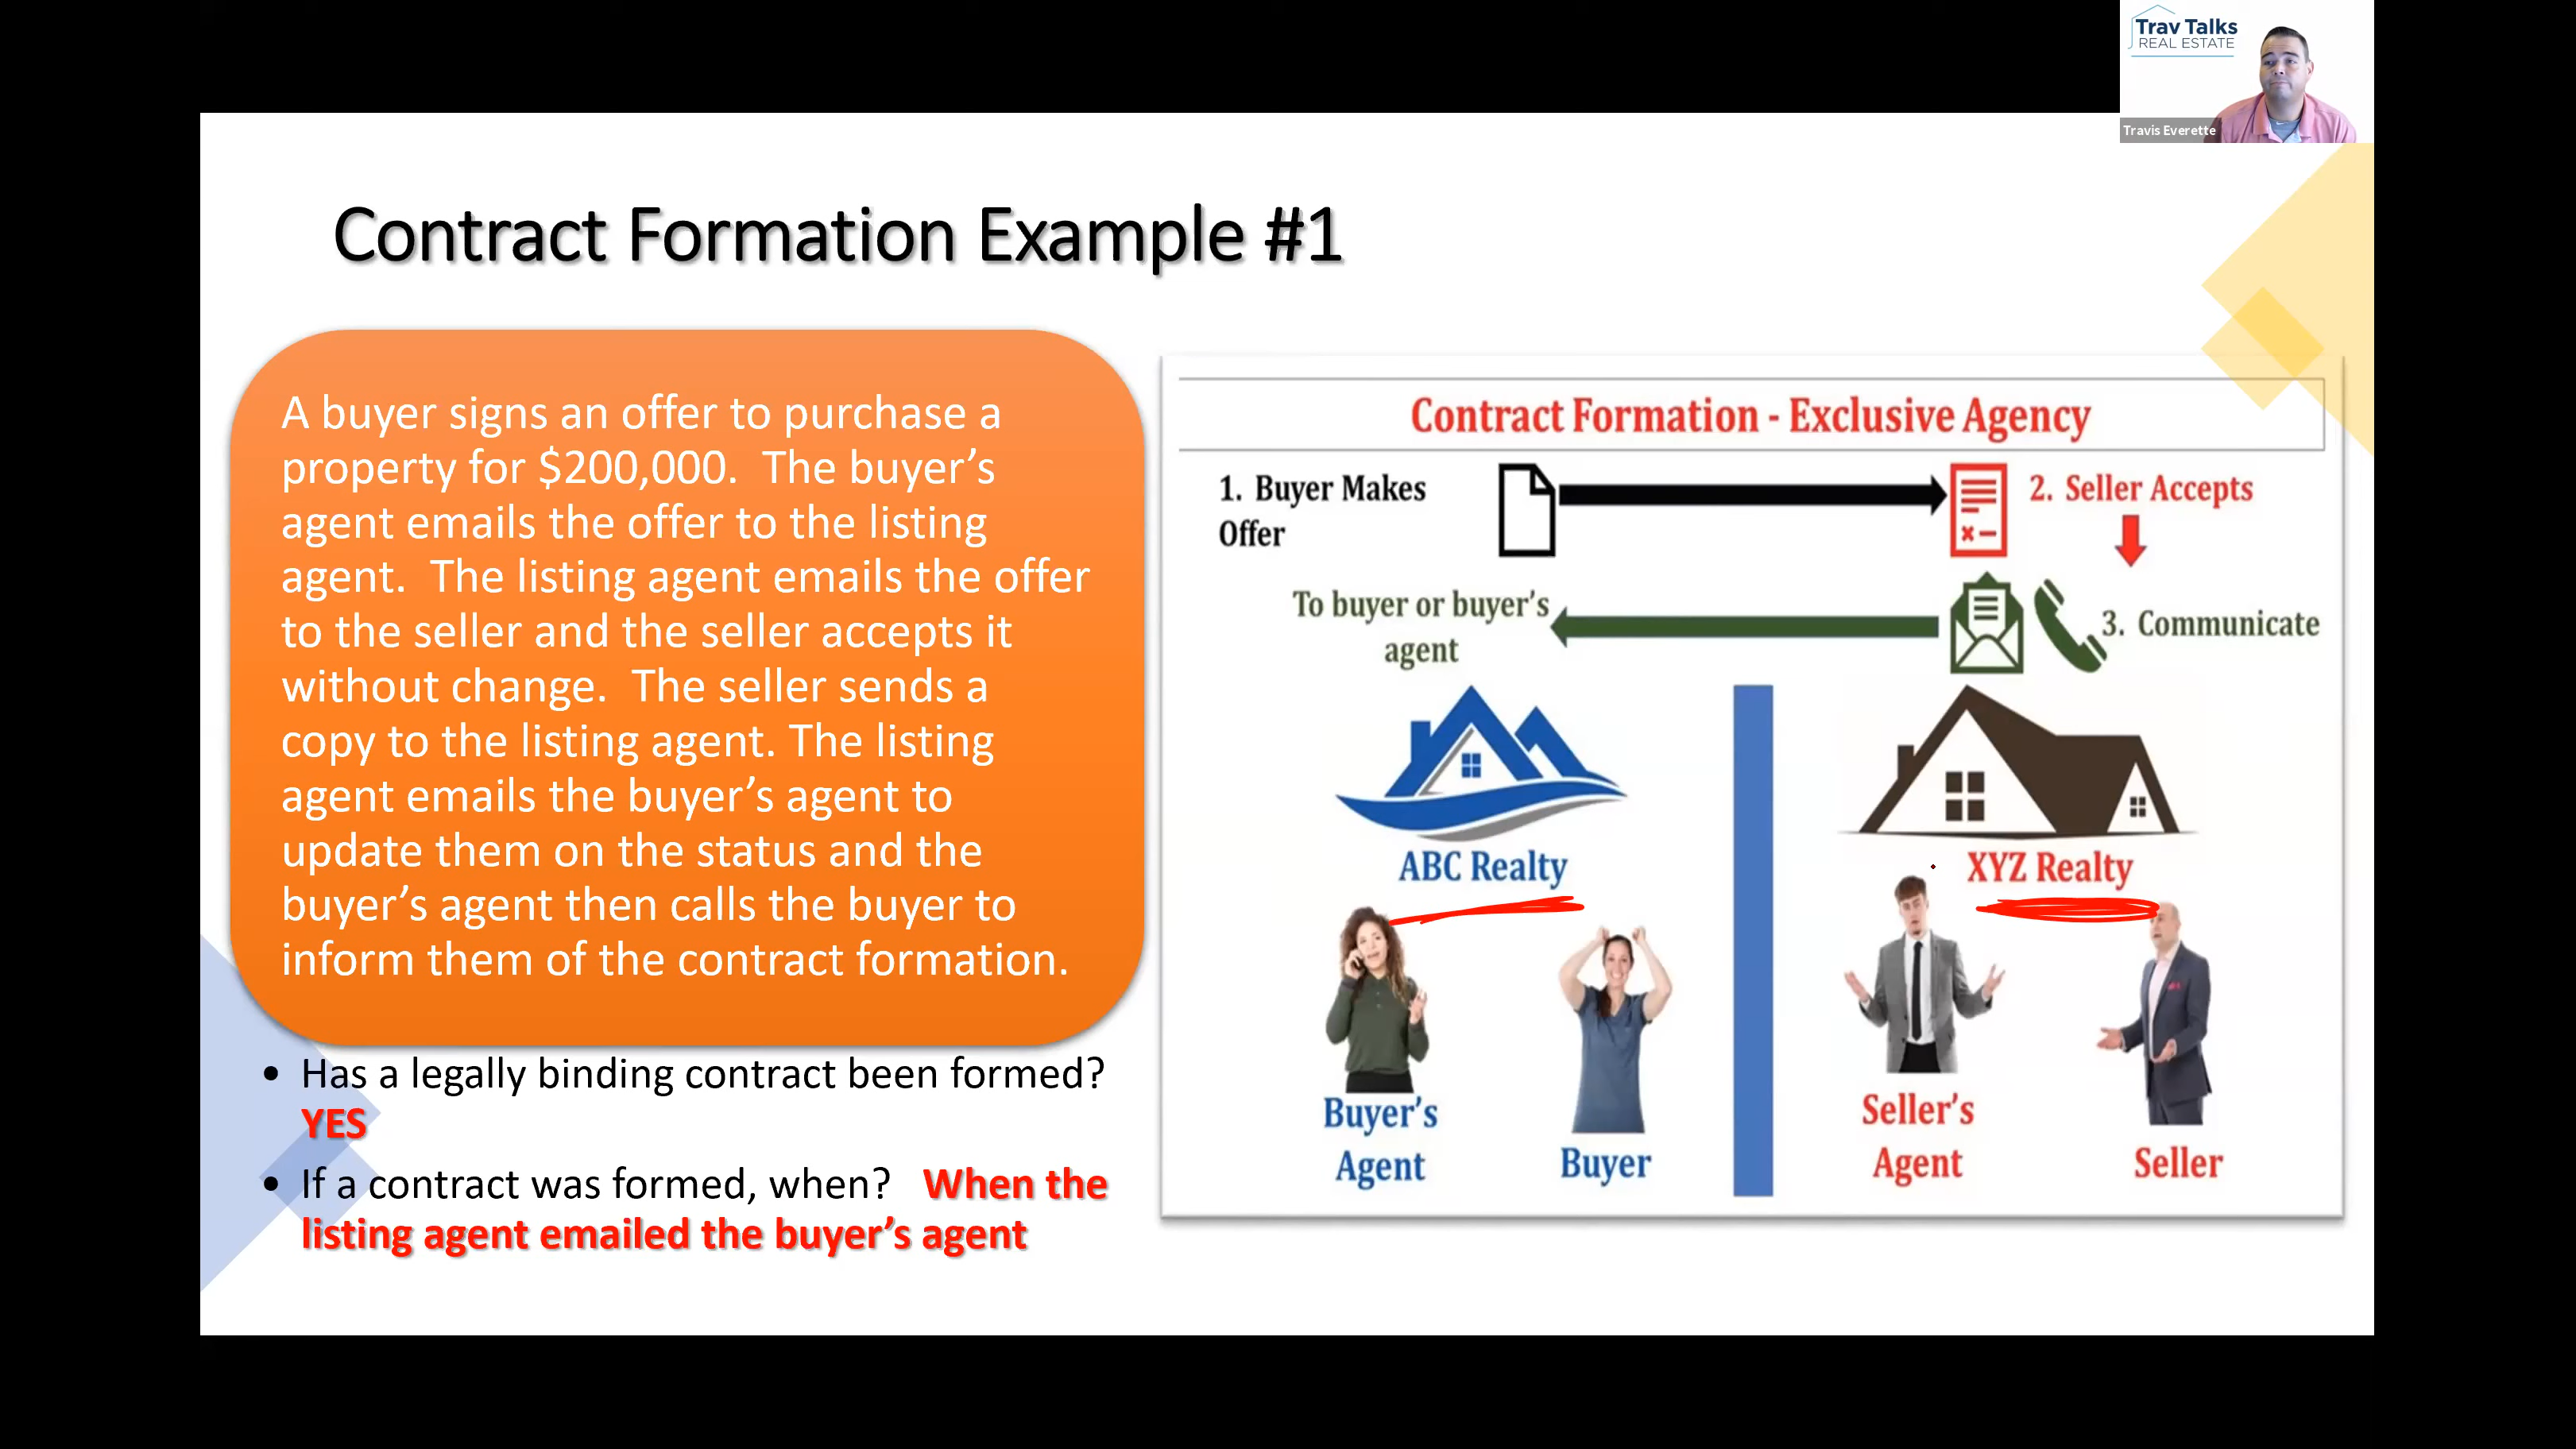 Trav Talks
REAL ESTATE
Travis Everette
Contract Formation Example #1
A buyer signs an offer to purchase a
property for $200,000.  The buyer's
agent emails the offer to the listing
agent.  The listing agent emails the offer
to the seller and the seller accepts it
without change.  The seller sends a
copy to the listing agent. The listing
agent emails the buyer's agent to
update them on the status and the
buyer's agent then calls the buyer to
inform them of the contract formation.
• Has a legally binding contract been formed?
YES
• If a contract was formed, when?   When the
listing agent emailed the buyer's agent
Contract Formation - Exclusive Agency
1. Buyer Makes
Offer
2. Seller Accepts
To buyer or buyer's
agent
3. Communicate
ABC Realty
XYZ Realty
Buyer's
Agent
Buyer
Seller's
Agent
Seller